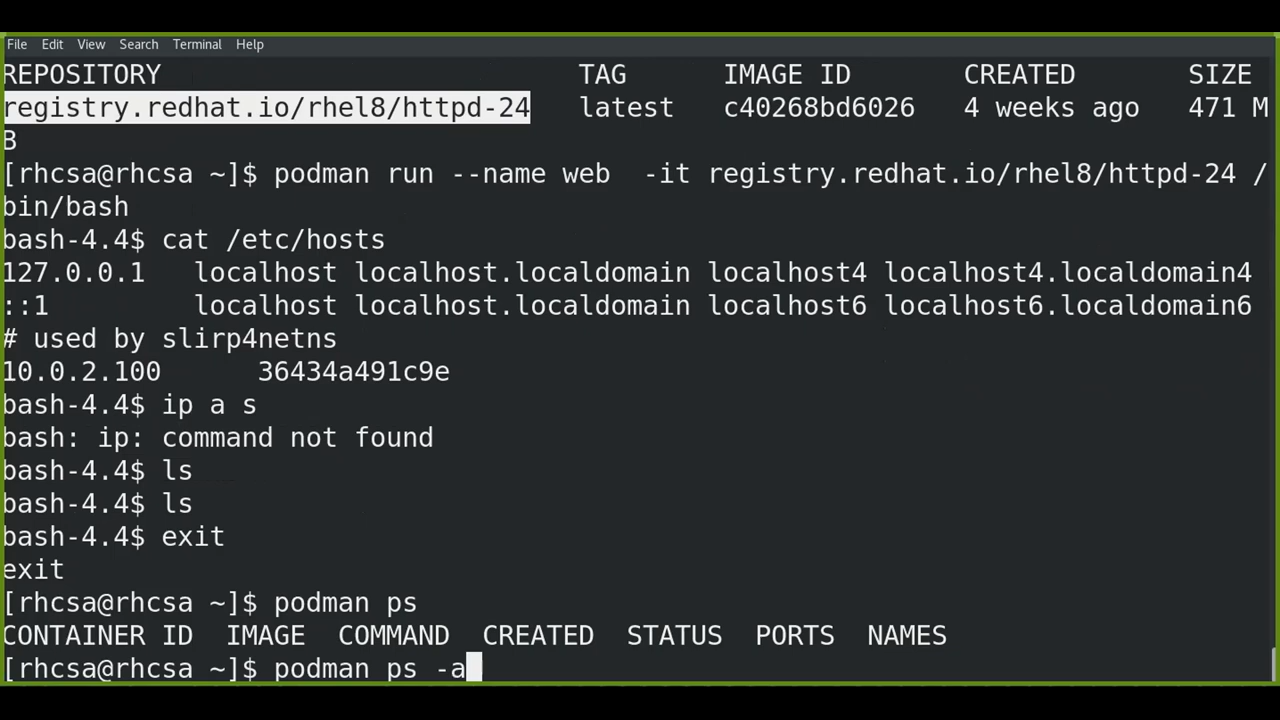 File Edit View Search Terminal Help
REPOSITORY TAG IMAGE ID CREATED SIZE
registry.redhat.io/rhel8/httpd-24 latest c40268bd6026 4 weeks ago 471 M
B
[rhcsa@rhcsa ~]$ podman run --name web  -it registry.redhat.io/rhel8/httpd-24 /
bin/bash
bash-4.4$ cat /etc/hosts
127.0.0.1   localhost localhost.localdomain localhost4 localhost4.localdomain4
::1         localhost localhost.localdomain localhost6 localhost6.localdomain6
# used by slirp4netns
10.0.2.100      36434a491c9e
bash-4.4$ ip a s
bash: ip: command not found
bash-4.4$ ls
bash-4.4$ ls
bash-4.4$ exit
exit
[rhcsa@rhcsa ~]$ podman ps
CONTAINER ID  IMAGE  COMMAND  CREATED  STATUS  PORTS  NAMES
[rhcsa@rhcsa ~]$ podman ps -a